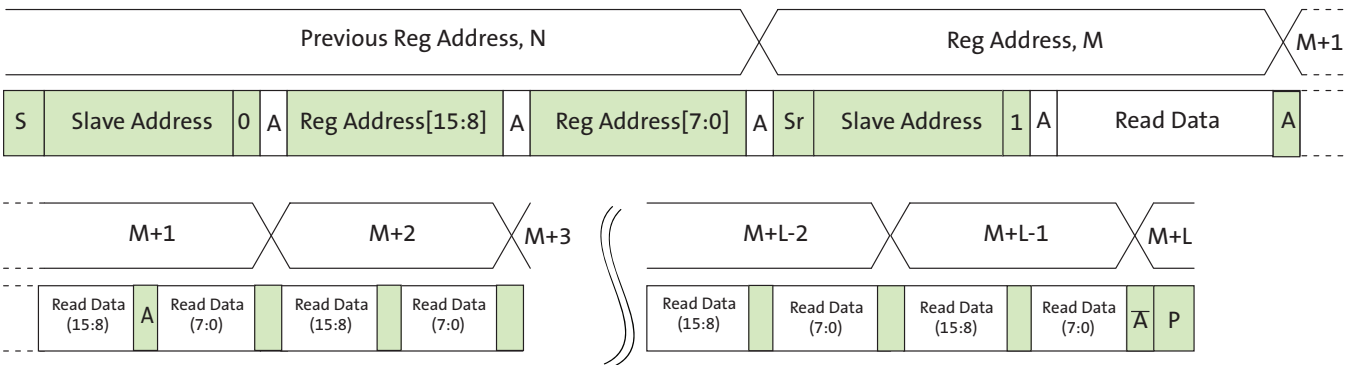 Previous Reg Address, N Reg Address, M M+1
S Slave Address 0 A Reg Address[15:8] A Reg Address[7:0] A Sr Slave Address 1 A Read Data A
M+1 M+2 M+3 M+L-2 M+L-1 M+L
Read Data (15:8) A Read Data (7:0) Read Data (15:8) Read Data (7:0) Read Data (15:8) Read Data (7:0) Read Data (15:8) Read Data (7:0) A̅ P